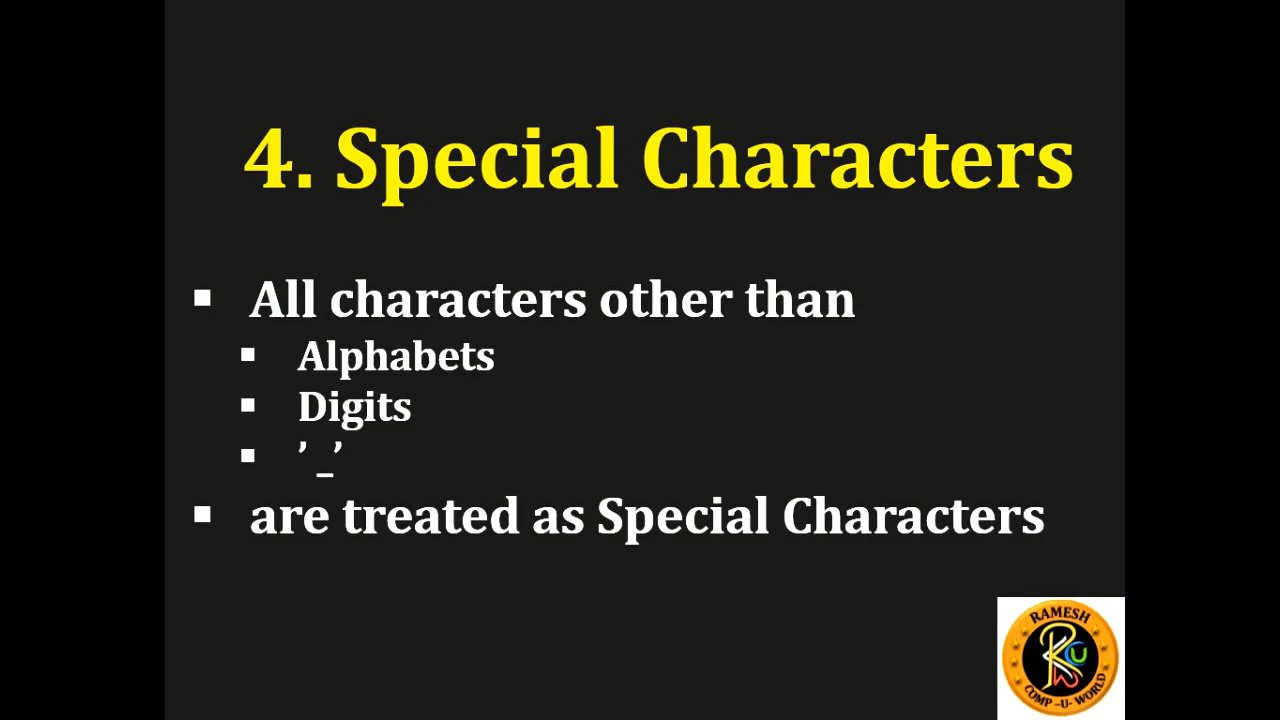 4. Special Characters
▪ All characters other than
▪ Alphabets
▪ Digits
▪ ’ _’
▪ are treated as Special Characters
RAMESH
COMP -U- WORLD